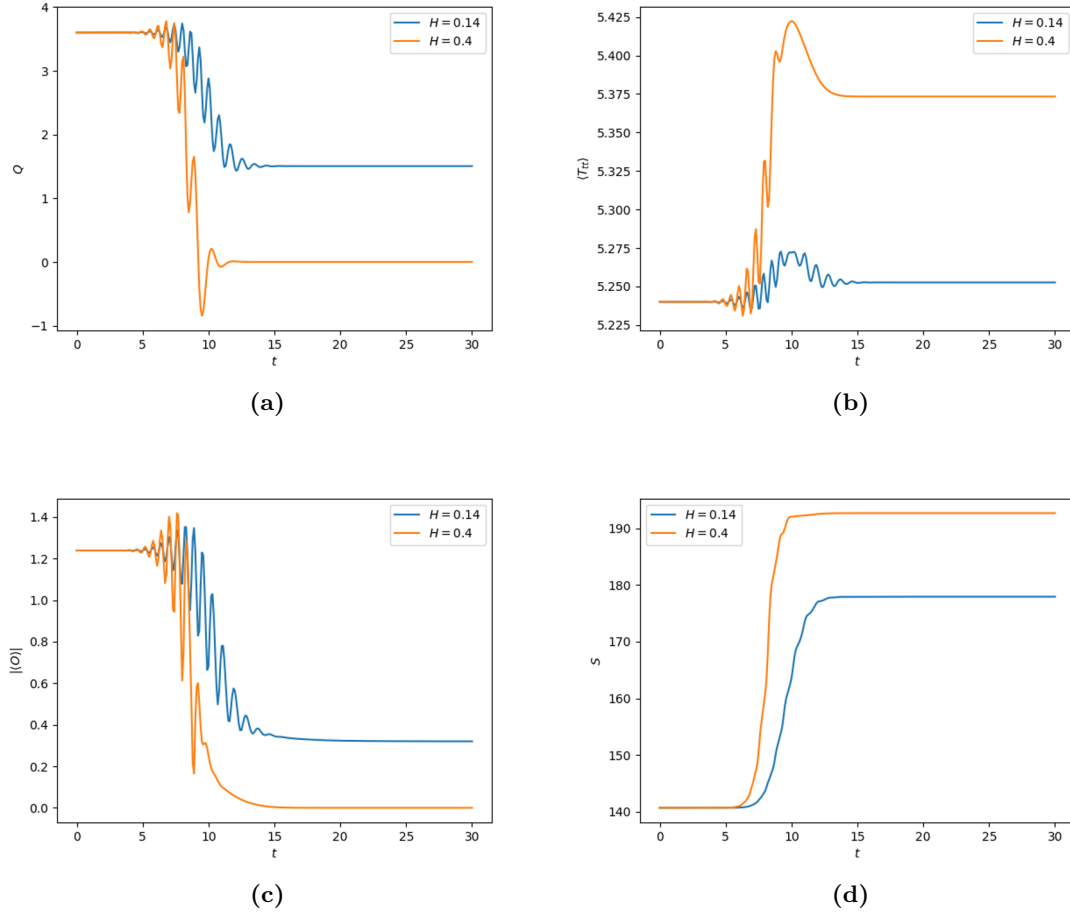 4
3
2
1
0
−1
Q
0 5 10 15 20 25 30
t
H = 0.14
H = 0.4
(a)
5.425
5.400
5.375
5.350
5.325
5.300
5.275
5.250
5.225
⟨T_tt⟩
0 5 10 15 20 25 30
t
H = 0.14
H = 0.4
(b)
1.4
1.2
1.0
0.8
0.6
0.4
0.2
0.0
|⟨O⟩|
0 5 10 15 20 25 30
t
H = 0.14
H = 0.4
(c)
190
180
170
160
150
140
S
0 5 10 15 20 25 30
t
H = 0.14
H = 0.4
(d)